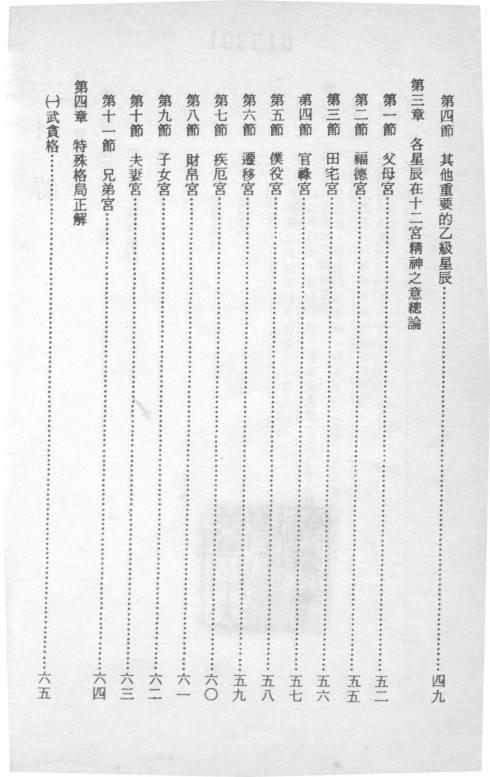 第四節　其他重要的乙級星辰⋯⋯⋯⋯四九
第三章　各星辰在十二宮精神之意總論
第一節　父母宮⋯⋯⋯⋯五二
第二節　福德宮⋯⋯⋯⋯五五
第三節　田宅宮⋯⋯⋯⋯五六
第四節　官祿宮⋯⋯⋯⋯五七
第五節　僕役宮⋯⋯⋯⋯五八
第六節　遷移宮⋯⋯⋯⋯五九
第七節　疾厄宮⋯⋯⋯⋯六〇
第八節　財帛宮⋯⋯⋯⋯六一
第九節　子女宮⋯⋯⋯⋯六二
第十節　夫妻宮⋯⋯⋯⋯六三
第十一節　兄弟宮⋯⋯⋯⋯六四
第四章　特殊格局正解
㈠武貪格⋯⋯⋯⋯六五